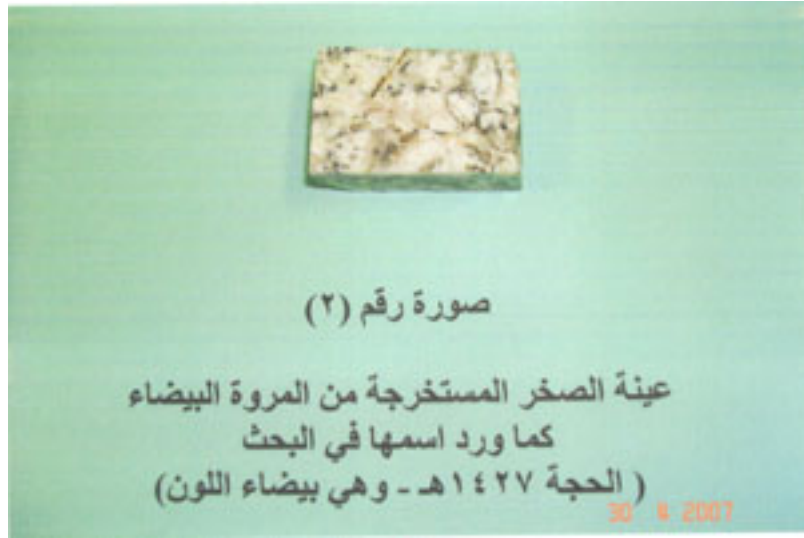 صورة رقم (٢)
عينة الصخر المستخرجة من المروة البيضاء
كما ورد اسمها في البحث
( الحجة ١٤٢٧هـ - وهي بيضاء اللون)
30 4 2007